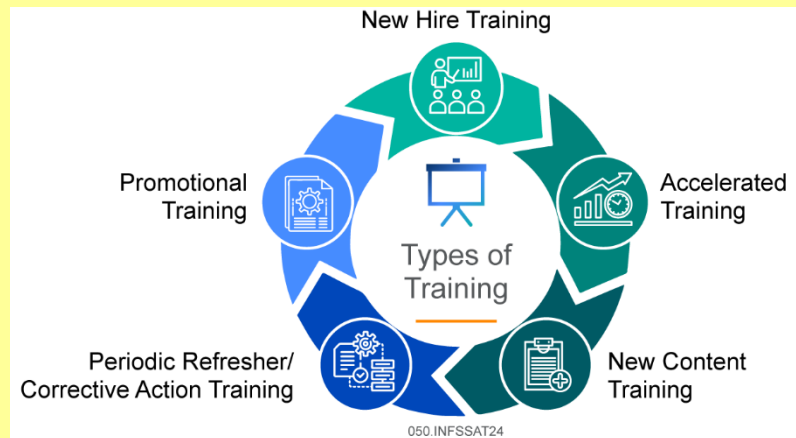 New Hire Training
Promotional
Training
Accelerated
Training
Types of
Training
Periodic Refresher/
Corrective Action Training
New Content
Training
050.INFSSAT24